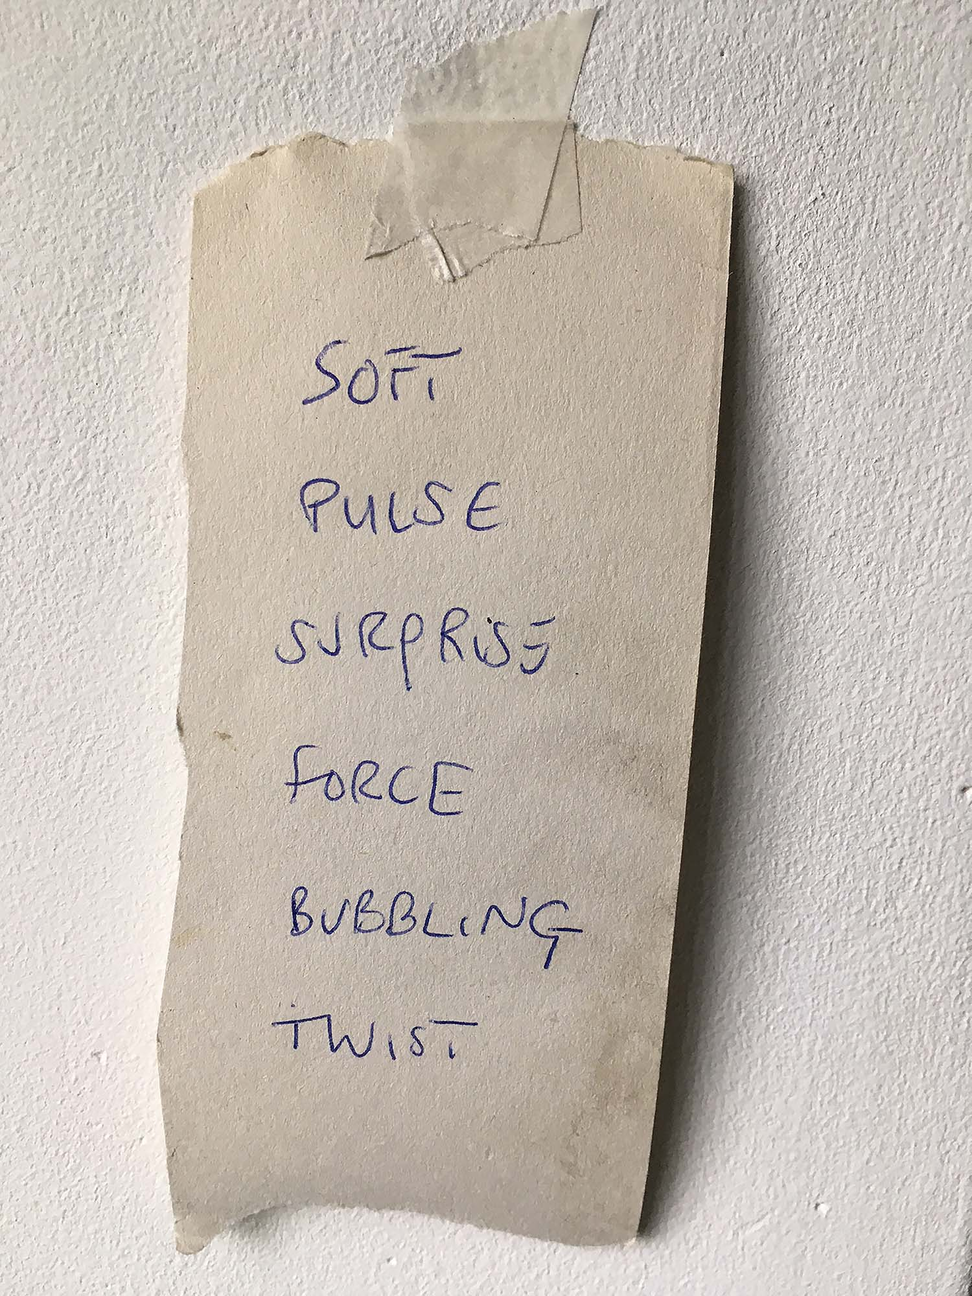 SOFT
PULSE
SURPRISE
FORCE
BUBBLING
TWIST